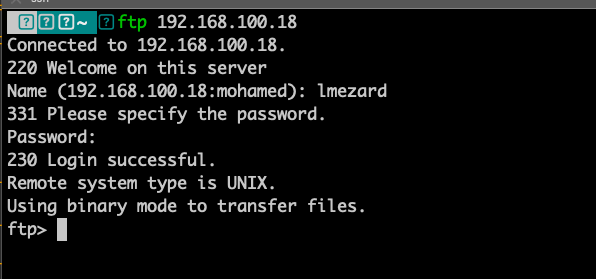 ~ ftp 192.168.100.18
Connected to 192.168.100.18.
220 Welcome on this server
Name (192.168.100.18:mohamed): lmezard
331 Please specify the password.
Password:
230 Login successful.
Remote system type is UNIX.
Using binary mode to transfer files.
ftp>